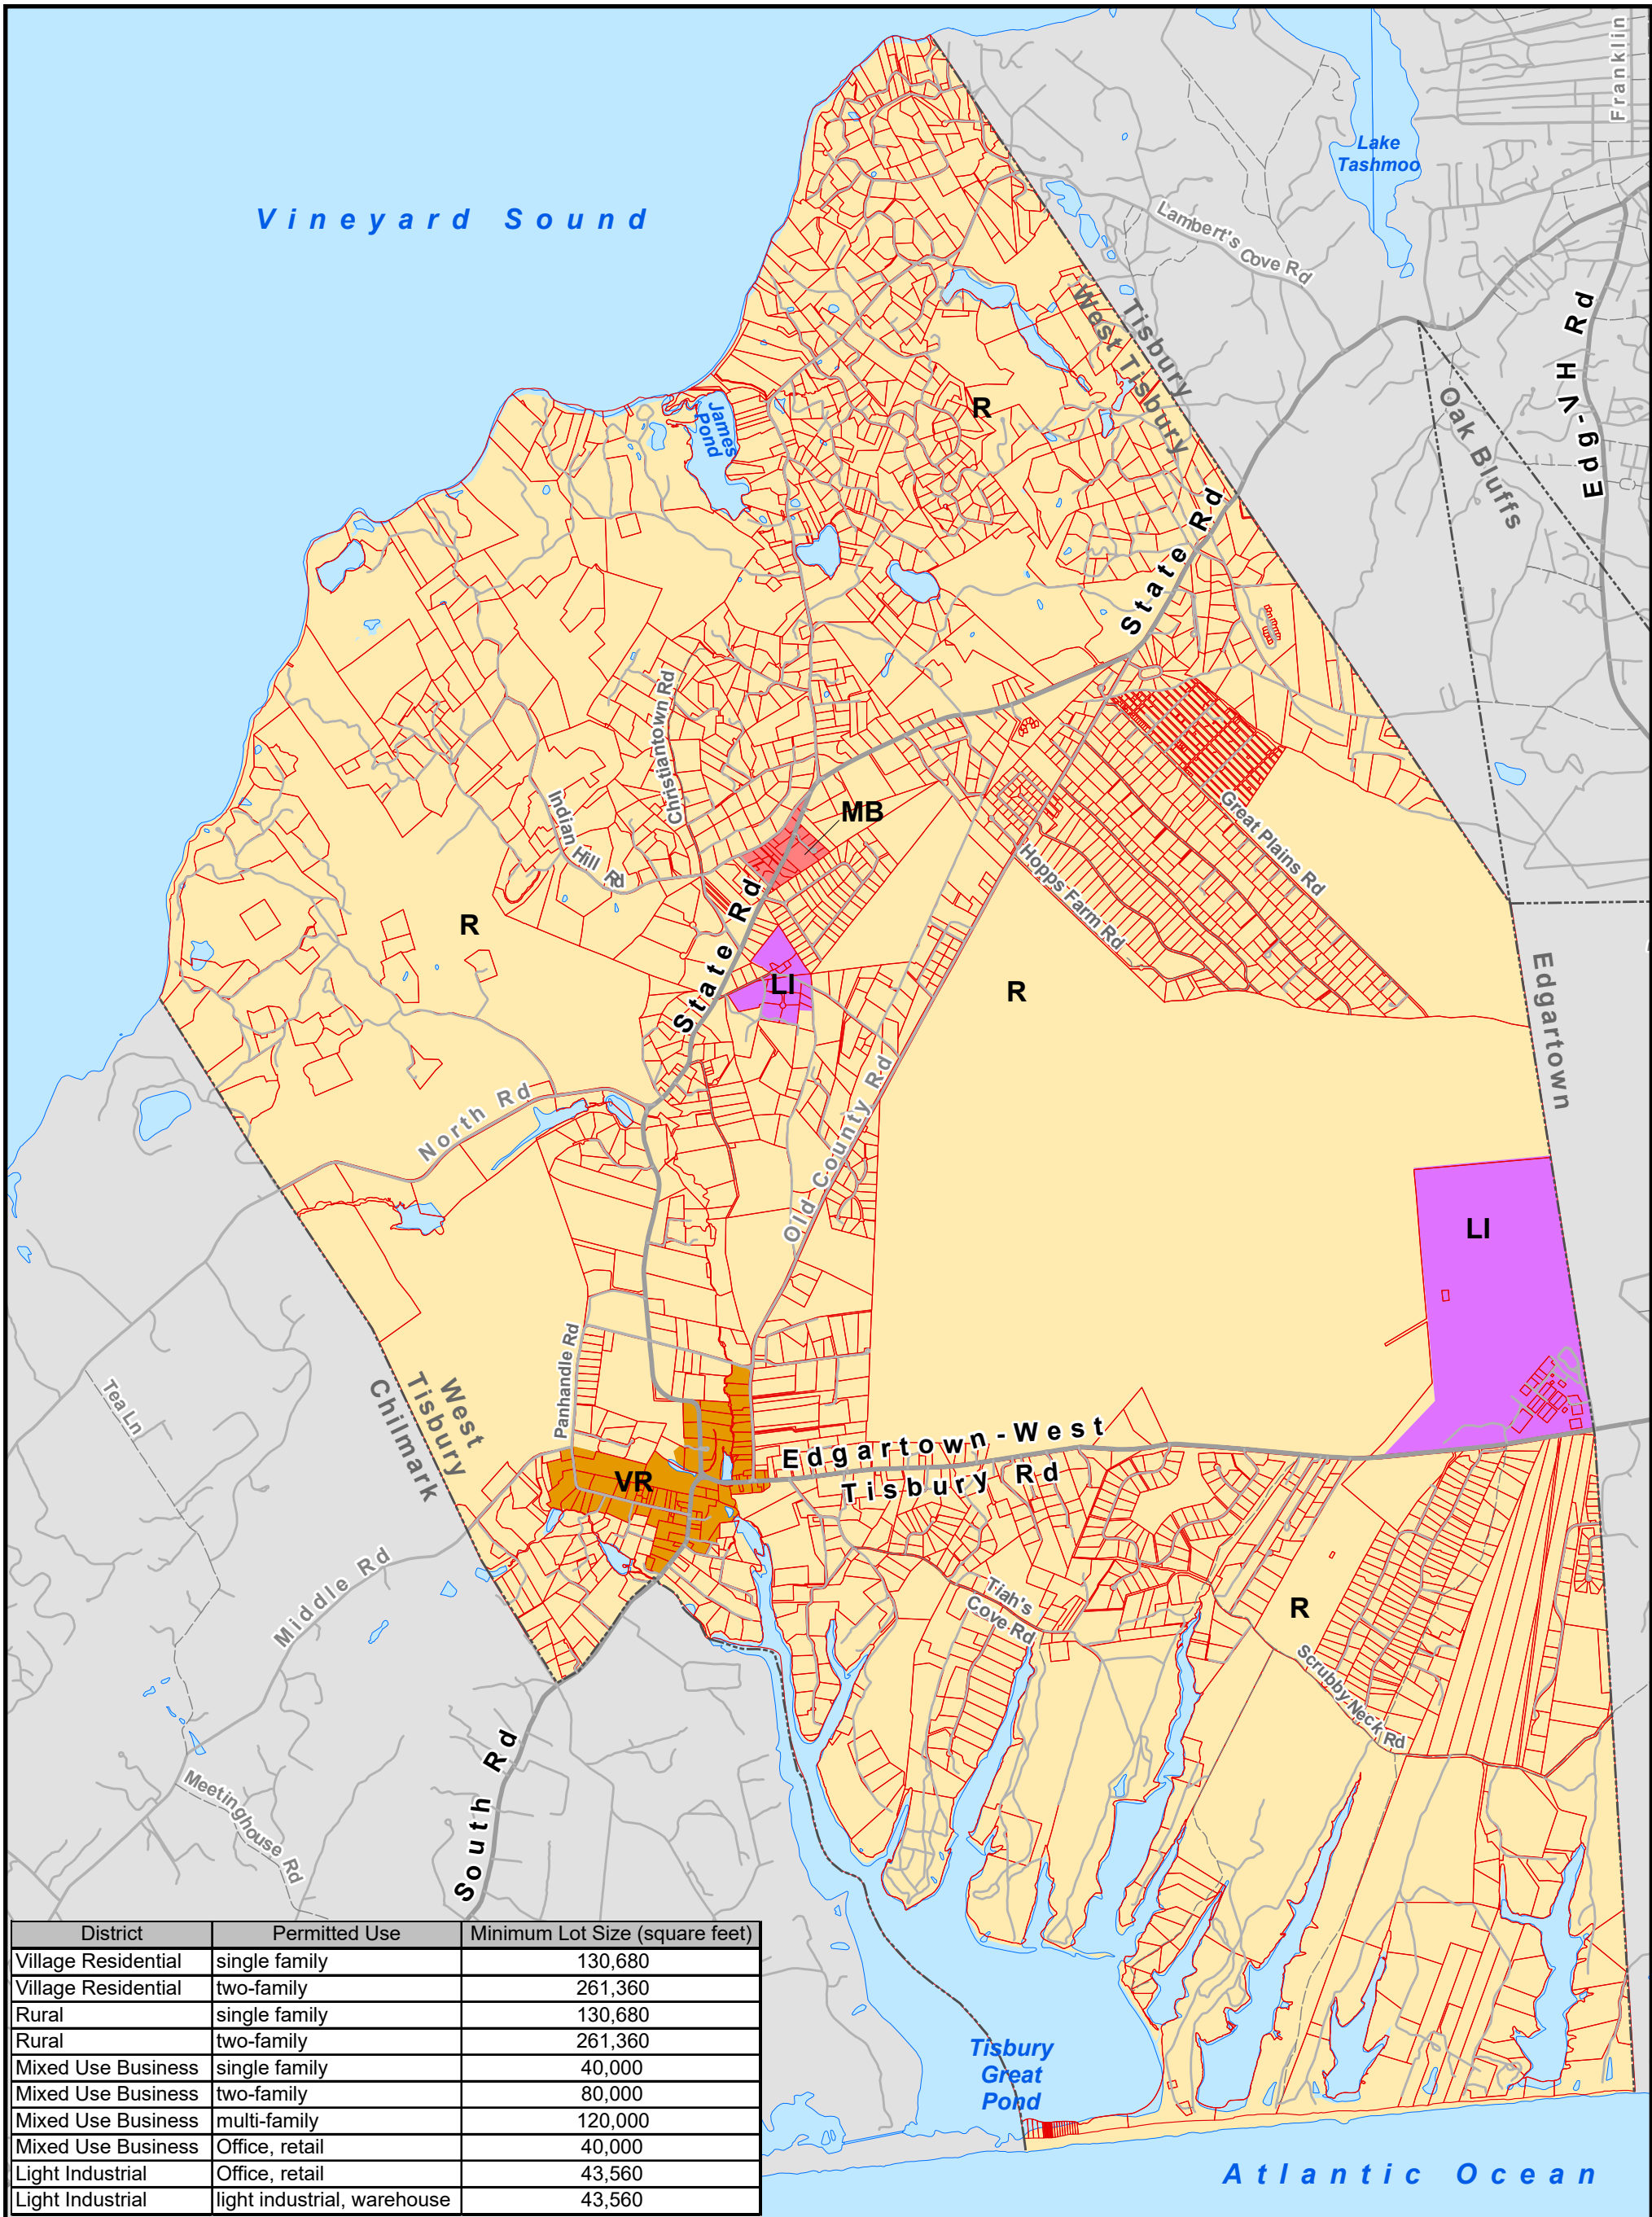 Franklin
Lake
Tashmoo
Vineyard Sound
Lambert's Cove Rd
Tisbury
West Tisbury
Edg-VH Rd
Oak Bluffs
R
James
Pond
State Rd
Christiantown Rd
MB
Indian Hill Rd
Great Plains Rd
Hopps Farm Rd
State Rd
R
LI
R
Edgartown
North Rd
Old County Rd
LI
Panhandle Rd
West
Tisbury
Chilmark
Tea Ln
Edgartown-West
Tisbury Rd
VR
Middle Rd
Tiah's
Cove Rd
R
Scrubby Neck Rd
South Rd
Meetinghouse Rd
District Permitted Use Minimum Lot Size (square feet)
Village Residential single family 130,680
Village Residential two-family 261,360
Rural single family 130,680
Rural two-family 261,360
Mixed Use Business single family 40,000
Mixed Use Business two-family 80,000
Mixed Use Business multi-family 120,000
Mixed Use Business Office, retail 40,000
Light Industrial Office, retail 43,560
Light Industrial light industrial, warehouse 43,560
Tisbury
Great
Pond
Atlantic Ocean